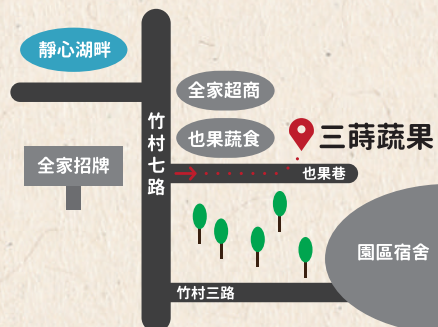 靜心湖畔
全家超商
竹村七路
也果蔬食
三蒔蔬果
全家招牌
也果巷
園區宿舍
竹村三路